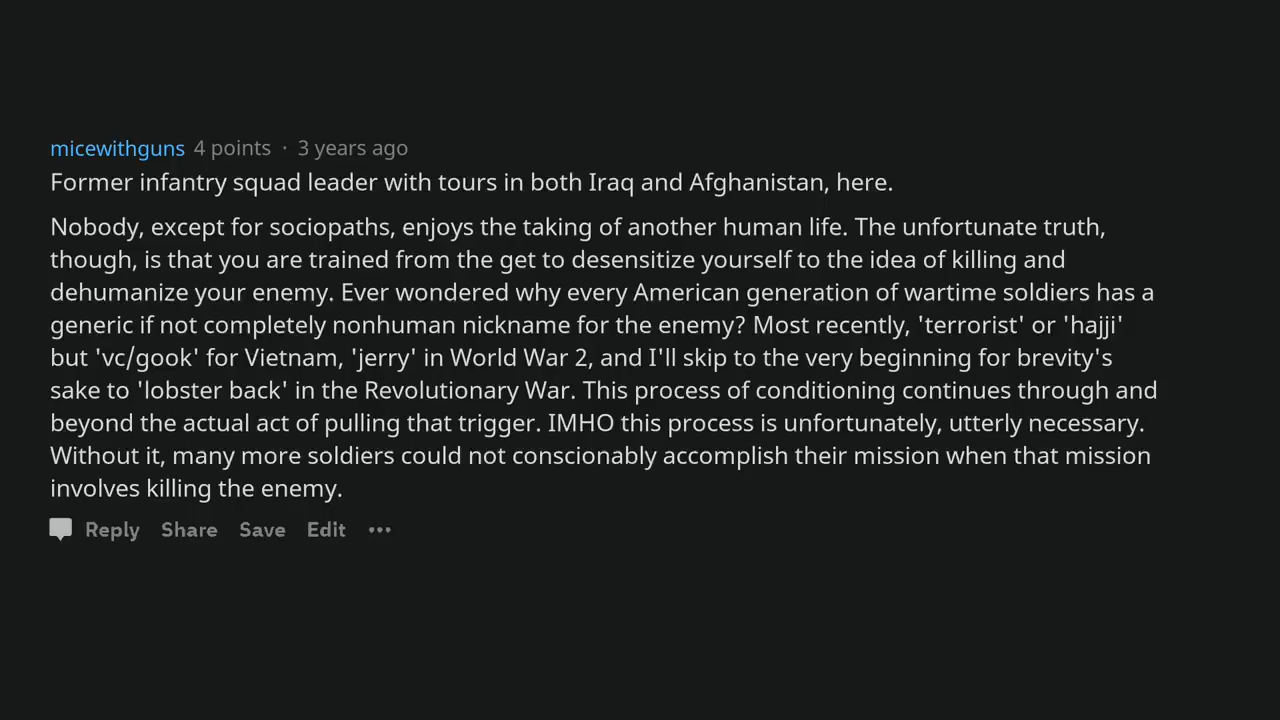 micewithguns 4 points · 3 years ago
Former infantry squad leader with tours in both Iraq and Afghanistan, here.
Nobody, except for sociopaths, enjoys the taking of another human life. The unfortunate truth,
though, is that you are trained from the get to desensitize yourself to the idea of killing and
dehumanize your enemy. Ever wondered why every American generation of wartime soldiers has a
generic if not completely nonhuman nickname for the enemy? Most recently, 'terrorist' or 'hajji'
but 'vc/gook' for Vietnam, 'jerry' in World War 2, and I'll skip to the very beginning for brevity's
sake to 'lobster back' in the Revolutionary War. This process of conditioning continues through and
beyond the actual act of pulling that trigger. IMHO this process is unfortunately, utterly necessary.
Without it, many more soldiers could not conscionably accomplish their mission when that mission
involves killing the enemy.
Reply Share Save Edit •••